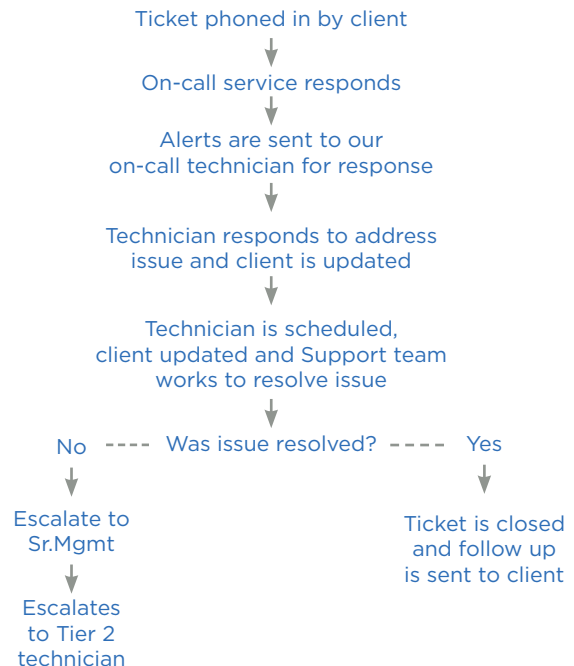 Ticket phoned in by client
On-call service responds
Alerts are sent to our
on-call technician for response
Technician responds to address
issue and client is updated
Technician is scheduled,
client updated and Support team
works to resolve issue
No
Was issue resolved?
Yes
Escalate to
Sr.Mgmt
Escalates
to Tier 2
technician
Ticket is closed
and follow up
is sent to client